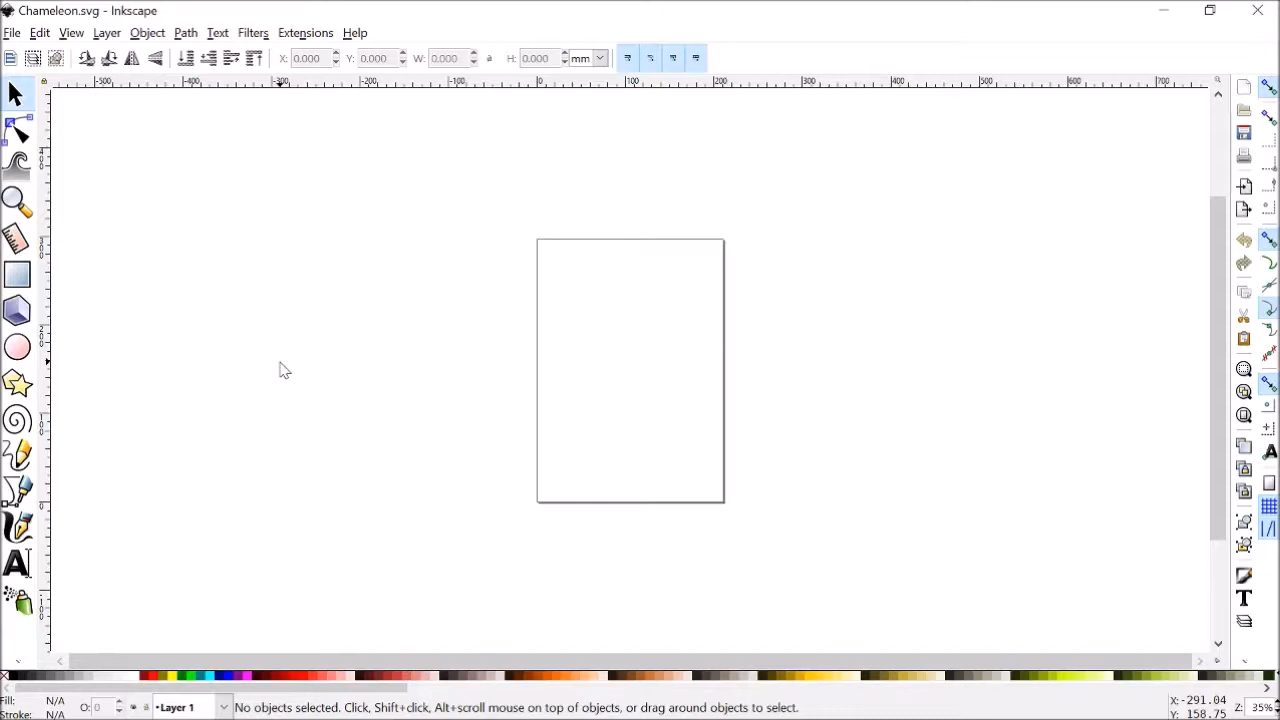 Chameleon.svg - Inkscape
File Edit View Layer Object Path Text Filters Extensions Help
X: 0.000 Y: 0.000 W: 0.000 H: 0.000 mm
-500 -400 -300 -200 -100 0 100 200 300 400 500 600 700
Fill: N/A
Stroke: N/A O: 0 •Layer 1 No objects selected. Click, Shift+click, Alt+scroll mouse on top of objects, or drag around objects to select.
X: -291.04
Y: 158.75
Z: 35%